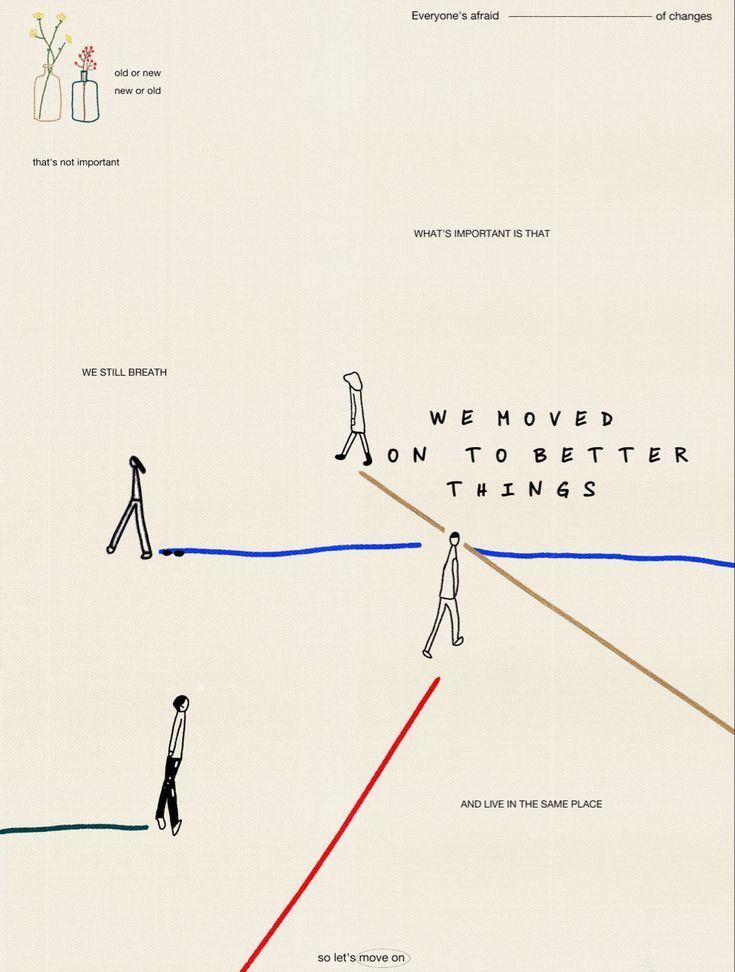 Everyone's afraid of changes
old or new
new or old
that's not important
WHAT'S IMPORTANT IS THAT
WE STILL BREATH
WE MOVED
ON TO BETTER
THINGS
AND LIVE IN THE SAME PLACE
so let's move on